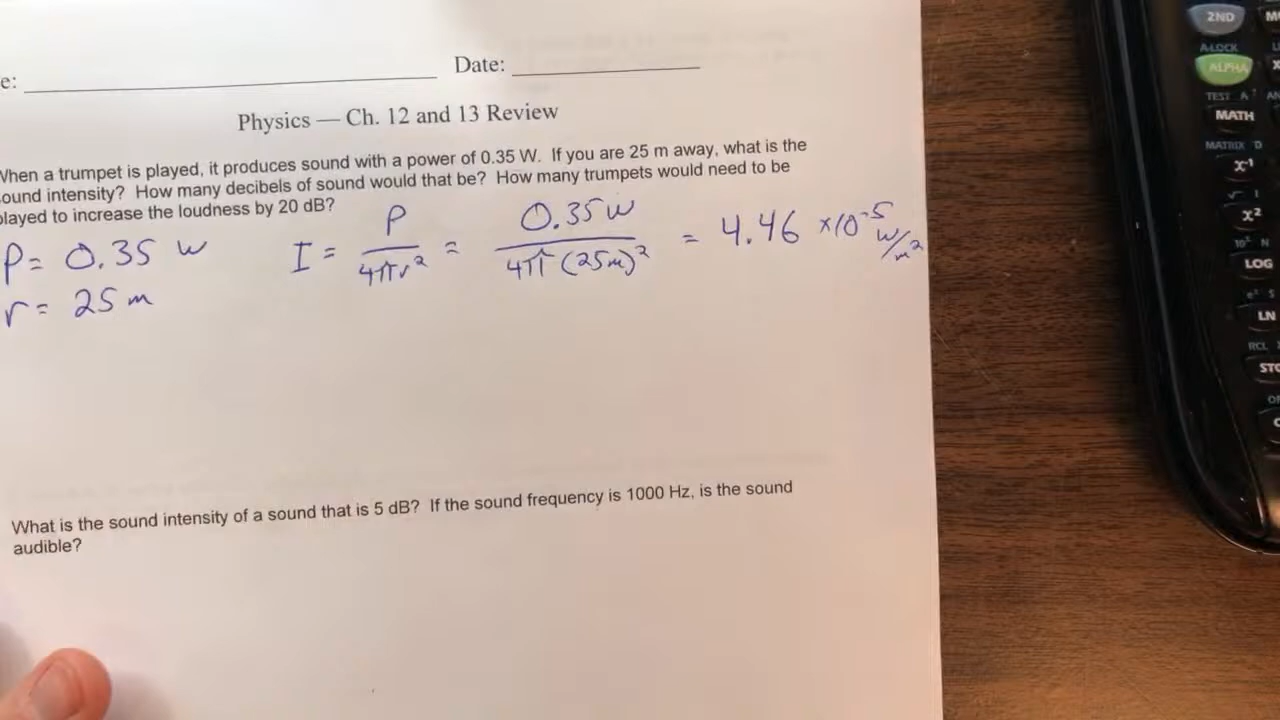 e: Date:
Physics — Ch. 12 and 13 Review
When a trumpet is played, it produces sound with a power of 0.35 W. If you are 25 m away, what is the
ound intensity? How many decibels of sound would that be? How many trumpets would need to be
played to increase the loudness by 20 dB?
P = 0.35 W
r = 25 m
I = P / 4πr² = 0.35 W / 4π (25m)² = 4.46 ×10⁻⁵ W/m²
What is the sound intensity of a sound that is 5 dB? If the sound frequency is 1000 Hz, is the sound
audible?
2ND
A-LOCK
ALPHA
TEST A
MATH
MATRIX D
x⁻¹
√ I
x²
10ˣ N
LOG
eˣ S
LN
RCL
STO